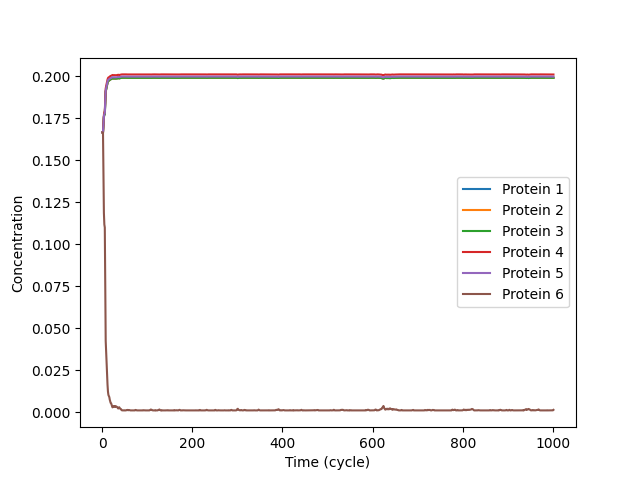 0.200
0.175
0.150
0.125
0.100
0.075
0.050
0.025
0.000
Concentration
Protein 1
Protein 2
Protein 3
Protein 4
Protein 5
Protein 6
0 200 400 600 800 1000
Time (cycle)